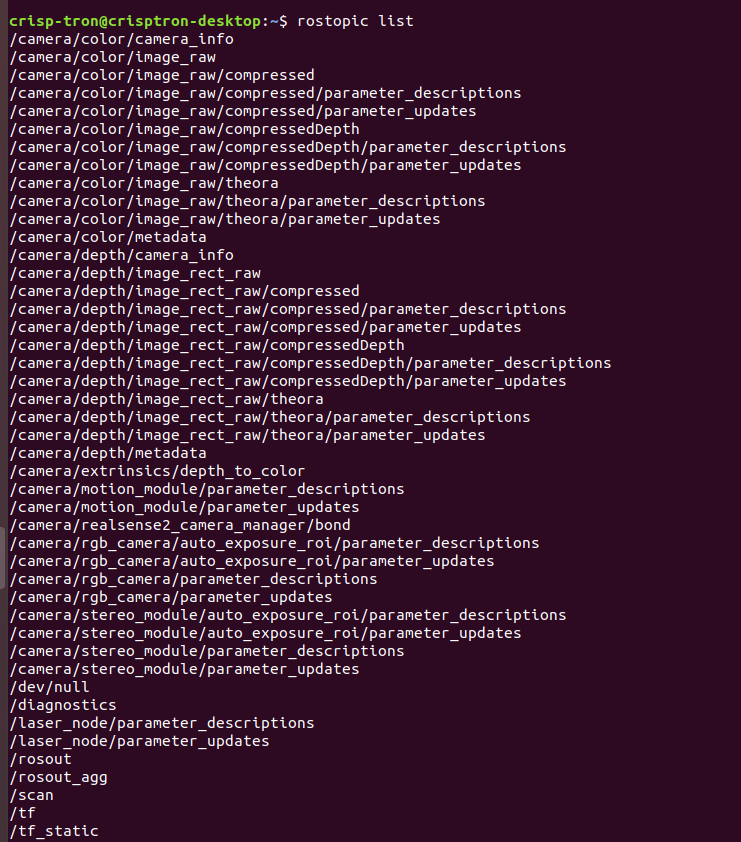 crisp-tron@crisptron-desktop:~$ rostopic list
/camera/color/camera_info
/camera/color/image_raw
/camera/color/image_raw/compressed
/camera/color/image_raw/compressed/parameter_descriptions
/camera/color/image_raw/compressed/parameter_updates
/camera/color/image_raw/compressedDepth
/camera/color/image_raw/compressedDepth/parameter_descriptions
/camera/color/image_raw/compressedDepth/parameter_updates
/camera/color/image_raw/theora
/camera/color/image_raw/theora/parameter_descriptions
/camera/color/image_raw/theora/parameter_updates
/camera/color/metadata
/camera/depth/camera_info
/camera/depth/image_rect_raw
/camera/depth/image_rect_raw/compressed
/camera/depth/image_rect_raw/compressed/parameter_descriptions
/camera/depth/image_rect_raw/compressed/parameter_updates
/camera/depth/image_rect_raw/compressedDepth
/camera/depth/image_rect_raw/compressedDepth/parameter_descriptions
/camera/depth/image_rect_raw/compressedDepth/parameter_updates
/camera/depth/image_rect_raw/theora
/camera/depth/image_rect_raw/theora/parameter_descriptions
/camera/depth/image_rect_raw/theora/parameter_updates
/camera/depth/metadata
/camera/extrinsics/depth_to_color
/camera/motion_module/parameter_descriptions
/camera/motion_module/parameter_updates
/camera/realsense2_camera_manager/bond
/camera/rgb_camera/auto_exposure_roi/parameter_descriptions
/camera/rgb_camera/auto_exposure_roi/parameter_updates
/camera/rgb_camera/parameter_descriptions
/camera/rgb_camera/parameter_updates
/camera/stereo_module/auto_exposure_roi/parameter_descriptions
/camera/stereo_module/auto_exposure_roi/parameter_updates
/camera/stereo_module/parameter_descriptions
/camera/stereo_module/parameter_updates
/dev/null
/diagnostics
/laser_node/parameter_descriptions
/laser_node/parameter_updates
/rosout
/rosout_agg
/scan
/tf
/tf_static